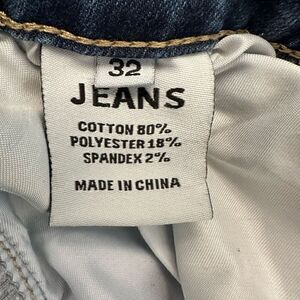 32
JEANS
COTTON 80%
POLYESTER 18%
SPANDEX 2%
MADE IN CHINA